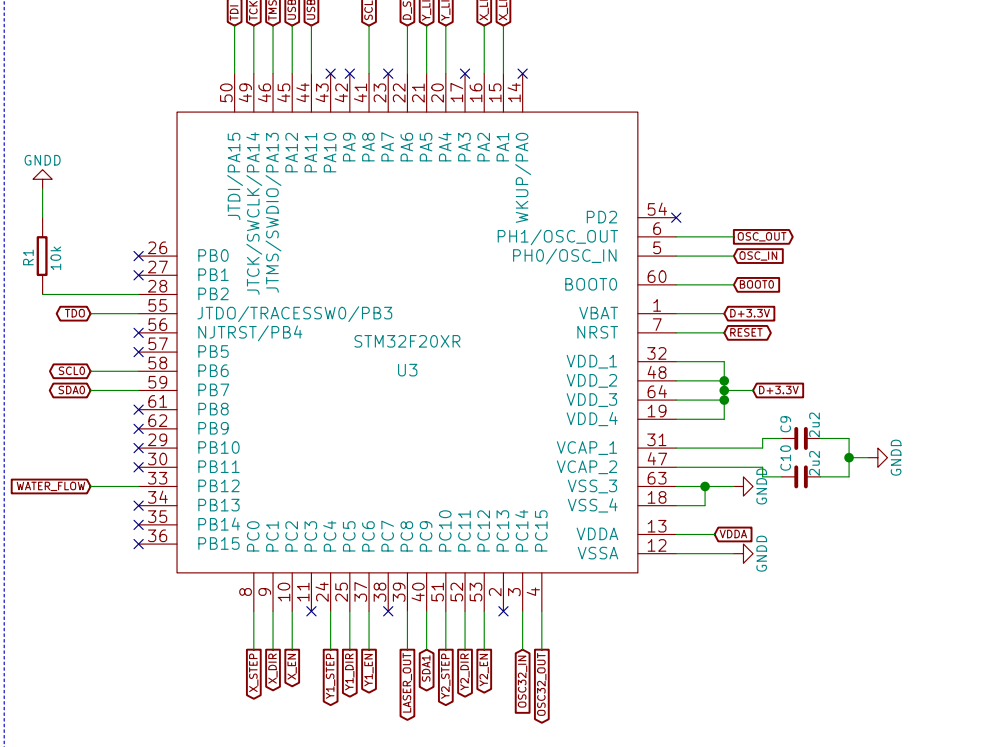 TDI
TCK
TMS
USB
USB
SCL
D_S
Y_LI
Y_LI
X_LI
X_LI
50
49
46
45
44
43
42
41
23
22
21
20
17
16
15
14
JTDI/PA15
JTCK/SWCLK/PA14
JTMS/SWDIO/PA13
PA12
PA11
PA10
PA9
PA8
PA7
PA6
PA5
PA4
PA3
PA2
PA1
WKUP/PA0
GNDD
R1
10k
26 PB0
27 PB1
28 PB2
TDO 55 JTDO/TRACESSW0/PB3
56 NJTRST/PB4
57 PB5
SCL0 58 PB6
SDA0 59 PB7
61 PB8
62 PB9
29 PB10
30 PB11
WATER_FLOW 33 PB12
34 PB13
35 PB14
36 PB15
STM32F20XR
U3
PD2 54
PH1/OSC_OUT 6 OSC_OUT
PH0/OSC_IN 5 OSC_IN
BOOT0 60 BOOT0
VBAT 1 D+3.3V
NRST 7 RESET
VDD_1 32
VDD_2 48
VDD_3 64 D+3.3V
VDD_4 19
VCAP_1 31
VCAP_2 47
VSS_3 63 GNDD
VSS_4 18
VDDA 13 VDDA
VSSA 12 GNDD
C9 2u2
C10 2u2
GNDD
PC0
PC1
PC2
PC3
PC4
PC5
PC6
PC7
PC8
PC9
PC10
PC11
PC12
PC13
PC14
PC15
8
9
10
11
24
25
37
38
39
40
51
52
53
2
3
4
X_STEP
X_DIR
X_EN
Y1_STEP
Y1_DIR
Y1_EN
LASER_OUT
SDA1
Y2_STEP
Y2_DIR
Y2_EN
OSC32_IN
OSC32_OUT